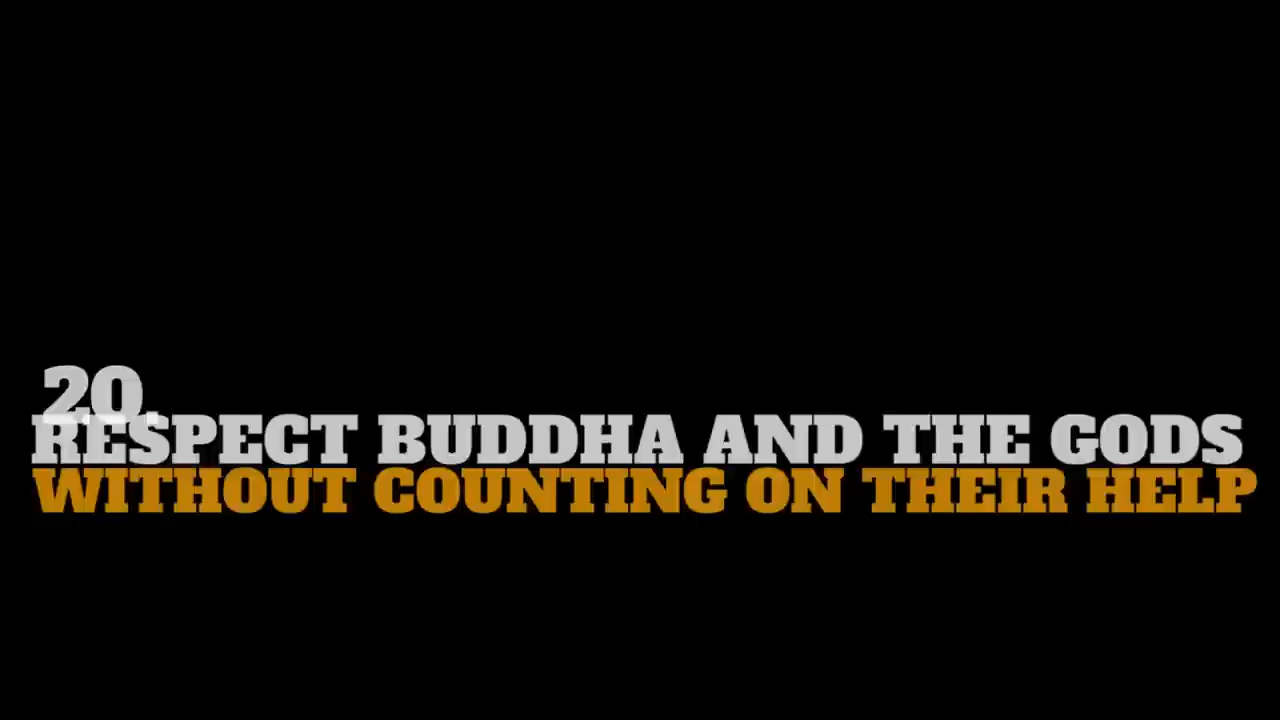 20.
RESPECT BUDDHA AND THE GODS
WITHOUT COUNTING ON THEIR HELP